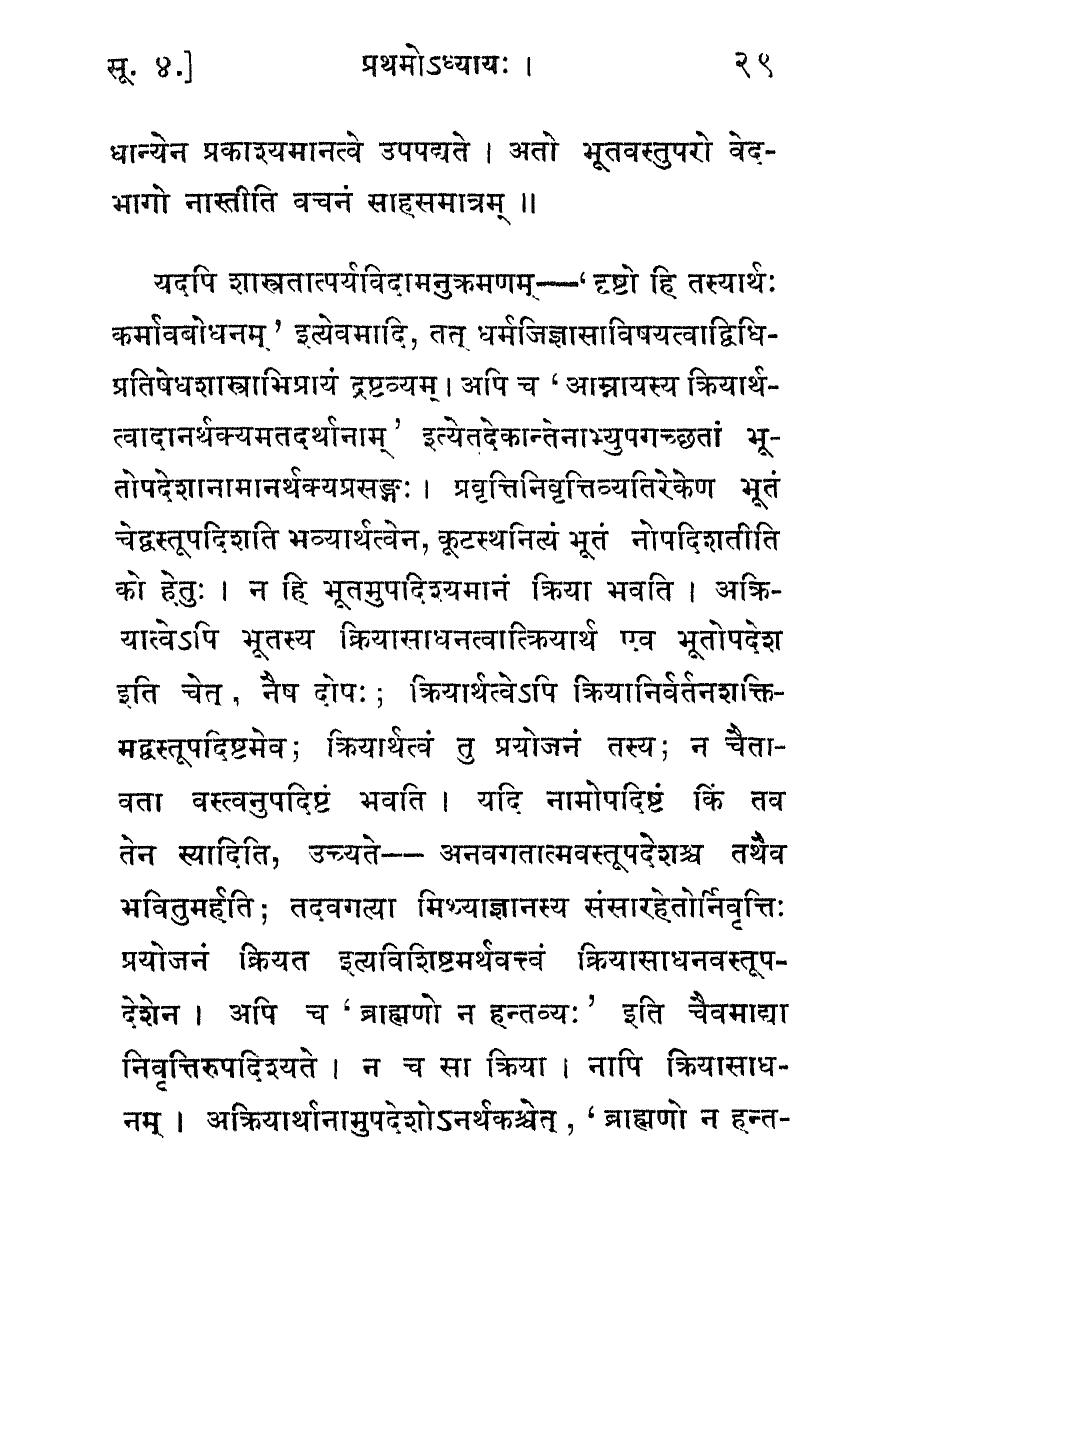 सू. ४.] प्रथमोऽध्यायः । २९
धान्येन प्रकाश्यमानत्वे उपपद्यते । अतो भूतवस्तुपरो वेद-
भागो नास्तीति वचनं साहसमात्रम् ॥
यदपि शास्त्रतात्पर्यविदामनुक्रमणम्—‘दृष्टो हि तस्यार्थः
कर्मावबोधनम्’ इत्येवमादि, तत् धर्मजिज्ञासाविषयत्वाद्विधि-
प्रतिषेधशास्त्राभिप्रायं द्रष्टव्यम् । अपि च ‘आम्नायस्य क्रियार्थ-
त्वादानर्थक्यमतदर्थानाम्’ इत्येतदेकान्तेनाभ्युपगच्छतां भू-
तोपदेशानामानर्थक्यप्रसङ्गः । प्रवृत्तिनिवृत्तिव्यतिरेकेण भूतं
चेद्वस्तूपदिशति भव्यार्थत्वेन, कूटस्थनित्यं भूतं नोपदिशतीति
को हेतुः । न हि भूतमुपदिश्यमानं क्रिया भवति । अक्रि-
यात्वेऽपि भूतस्य क्रियासाधनत्वात्क्रियार्थ एव भूतोपदेश
इति चेत्, नैष दोषः; क्रियार्थत्वेऽपि क्रियानिर्वर्तनशक्ति-
मद्वस्तूपदिष्टमेव; क्रियार्थत्वं तु प्रयोजनं तस्य; न चैता-
वता वस्त्वनुपदिष्टं भवति । यदि नामोपदिष्टं किं तव
तेन स्यादिति, उच्यते—— अनवगतात्मवस्तूपदेशश्च तथैव
भवितुमर्हति; तदवगत्या मिथ्याज्ञानस्य संसारहेतोर्निवृत्तिः
प्रयोजनं क्रियत इत्यविशिष्टमर्थवत्त्वं क्रियासाधनवस्तूप-
देशेन । अपि च ‘ब्राह्मणो न हन्तव्यः’ इति चैवमाद्या
निवृत्तिरुपदिश्यते । न च सा क्रिया । नापि क्रियासाध-
नम् । अक्रियार्थानामुपदेशोऽनर्थकश्चेत्, ‘ब्राह्मणो न हन्त-